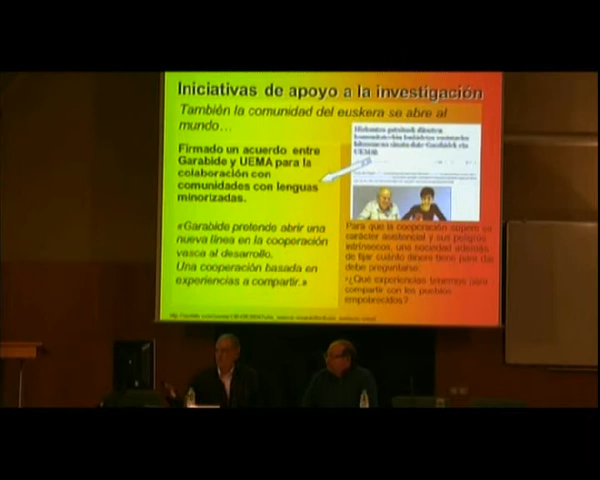 Iniciativas de apoyo a la investigación
También la comunidad del euskera se abre al
mundo…
Firmado un acuerdo entre
Garabide y UEMA para la
colaboración con
comunidades con lenguas
minorizadas.
«Garabide pretende abrir una
nueva línea en la cooperación
vasca al desarrollo.
Una cooperación basada en
experiencias a compartir.»
Para que la cooperación supere su
carácter asistencial y sus peligros
intrínsecos, una sociedad además
de fijar cuánto dinero tiene para dar
debe preguntarse:
¿Qué experiencias tenemos para
compartir con los pueblos
empobrecidos?